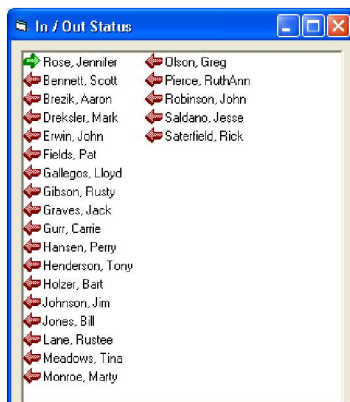 In / Out Status
Rose, Jennifer
Bennett, Scott
Brezik, Aaron
Dreksler, Mark
Erwin, John
Fields, Pat
Gallegos, Lloyd
Gibson, Rusty
Graves, Jack
Gurr, Carrie
Hansen, Perry
Henderson, Tony
Holzer, Bart
Johnson, Jim
Jones, Bill
Lane, Rustee
Meadows, Tina
Monroe, Marty
Olson, Greg
Pierce, RuthAnn
Robinson, John
Saldano, Jesse
Saterfield, Rick